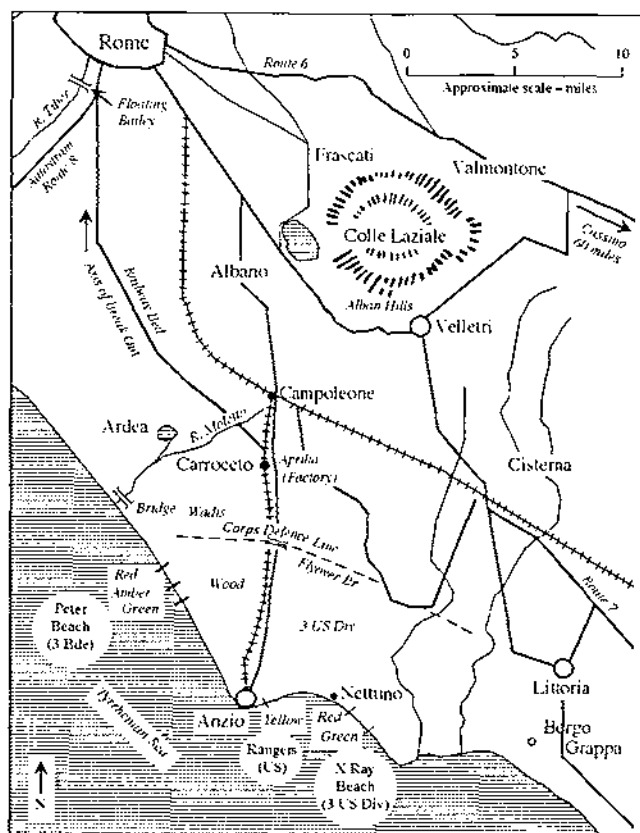 Rome
Route 6
0 5 10
Approximate scale – miles
R. Tiber
Floating
Bailey
Route 8
Frascati
Valmontone
Colle Laziale
Cassino
60 miles
Albano
Alban Hills
Axis of Break Out
Embeus Bed
Velletri
Campoleone
Ardea
R. Moletto
Cisterna
Carroceto
Aprilia
(Factory)
Bridge
Wadis
Corps Defence Line
Flyover Br
Red
Amber
Green
Wood
Route 7
Peter
Beach
(3 Bde)
3 US Div
Tyrrhenian Sea
Nettuno
Littoria
Anzio
Yellow
Red
Green
Borgo
Grappa
Rangers
(US)
X Ray
Beach
(3 US Div)
N